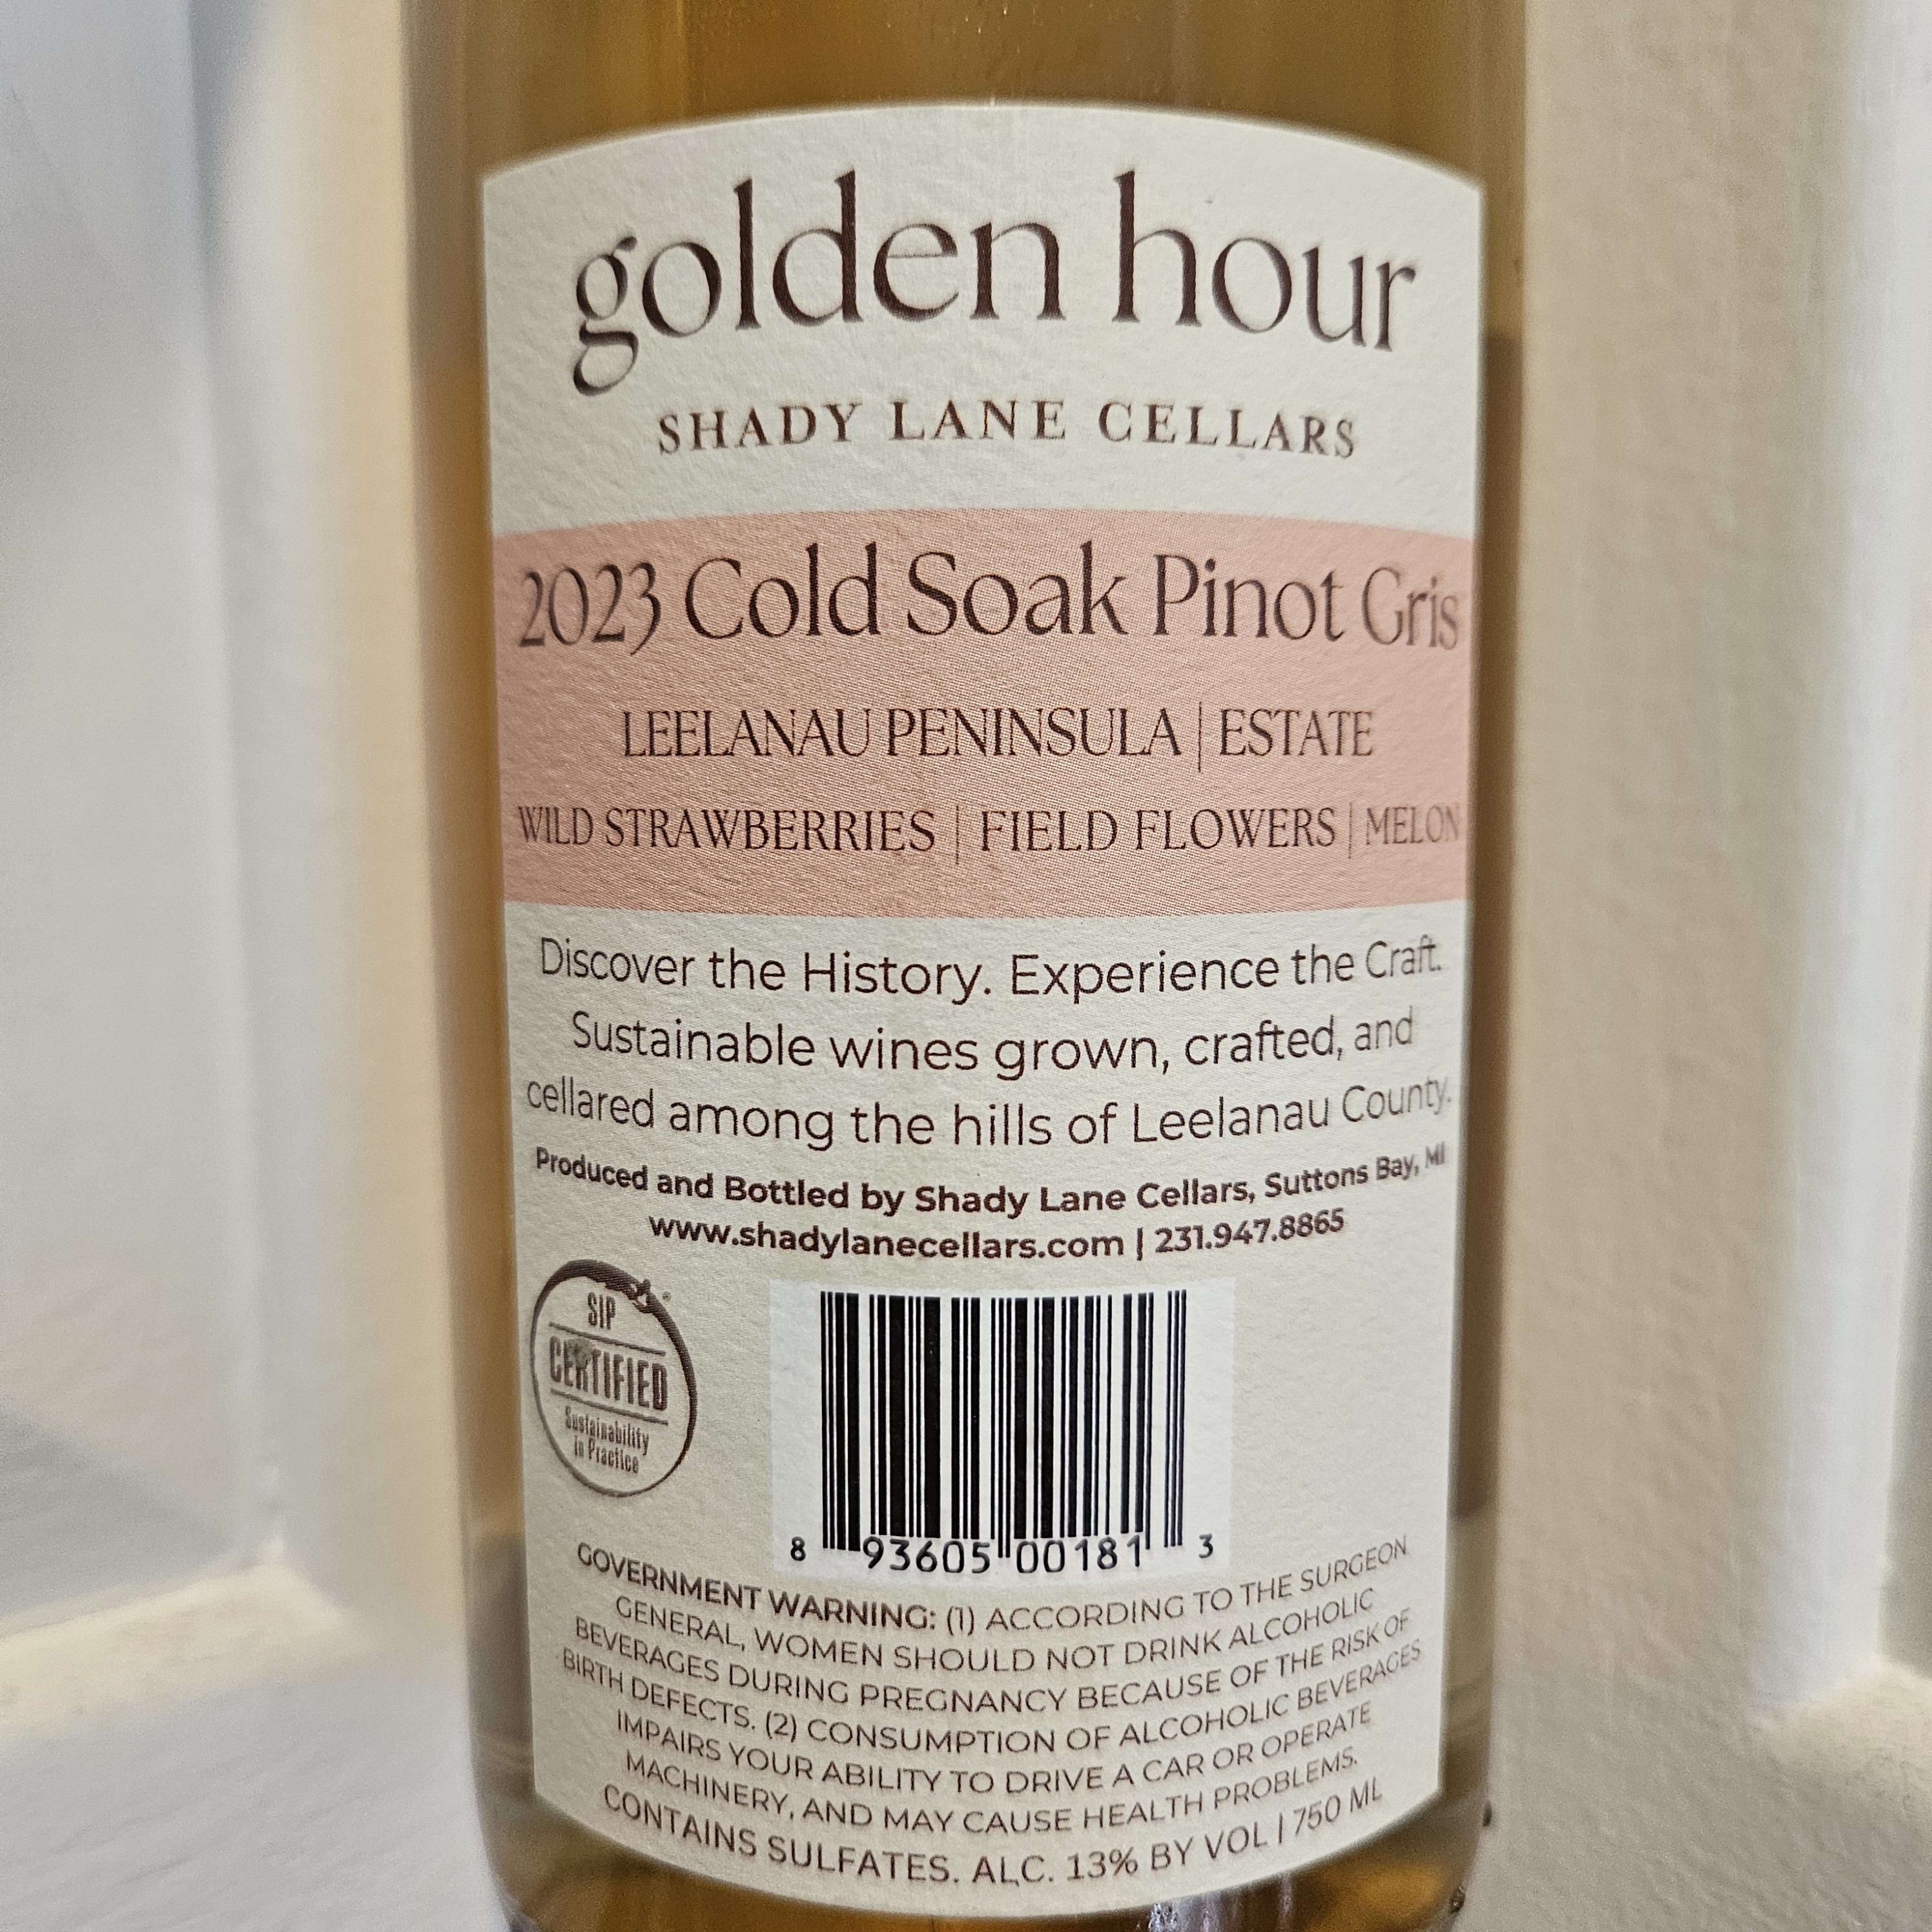 golden hour
SHADY LANE CELLARS
2023 Cold Soak Pinot Gris
LEELANAU PENINSULA | ESTATE
WILD STRAWBERRIES | FIELD FLOWERS | MELON
Discover the History. Experience the Craft.
Sustainable wines grown, crafted, and
cellared among the hills of Leelanau County.
Produced and Bottled by Shady Lane Cellars, Suttons Bay, MI
www.shadylanecellars.com | 231.947.8865
SIP
CERTIFIED
Sustainability
in Practice
8 93605 00181 3
GOVERNMENT WARNING: (1) ACCORDING TO THE SURGEON
GENERAL, WOMEN SHOULD NOT DRINK ALCOHOLIC
BEVERAGES DURING PREGNANCY BECAUSE OF THE RISK OF
BIRTH DEFECTS. (2) CONSUMPTION OF ALCOHOLIC BEVERAGES
IMPAIRS YOUR ABILITY TO DRIVE A CAR OR OPERATE
MACHINERY, AND MAY CAUSE HEALTH PROBLEMS.
CONTAINS SULFATES. ALC. 13% BY VOL | 750 ML